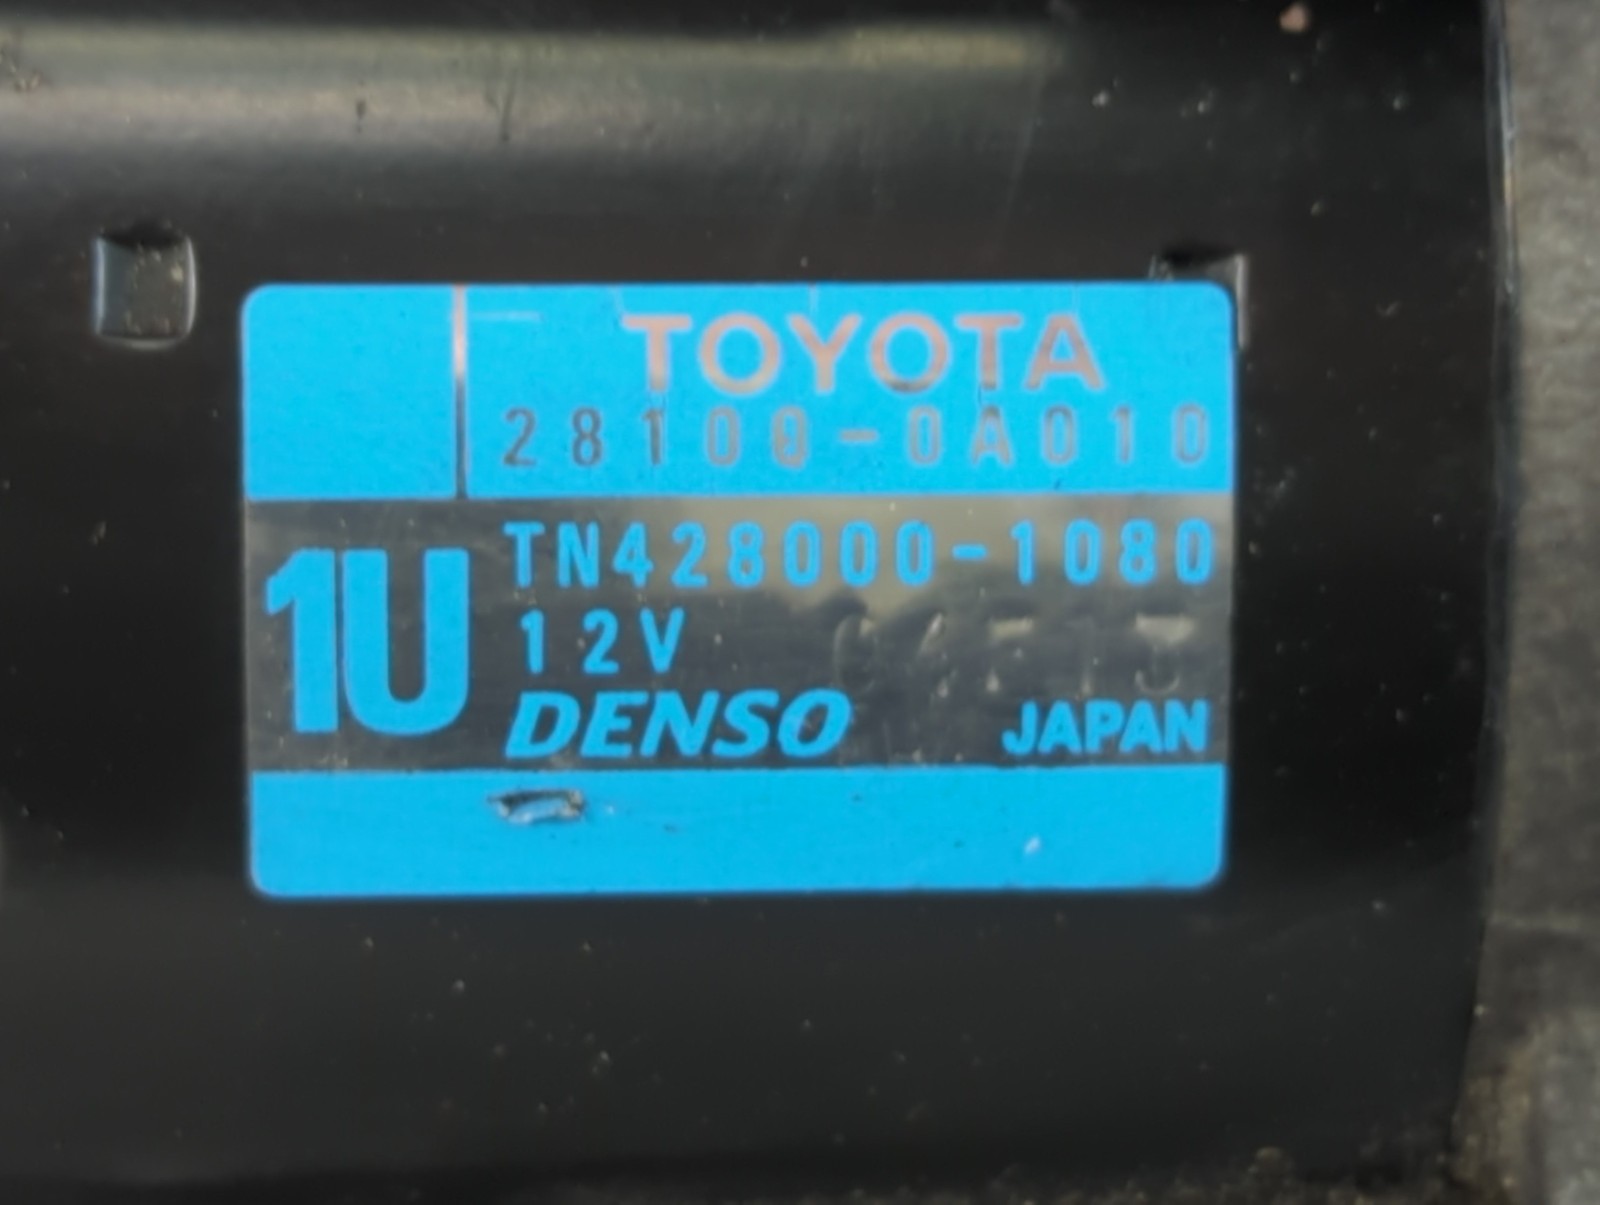 TOYOTA
28100-0A010
1U
TN428000-1080
12V
DENSO JAPAN